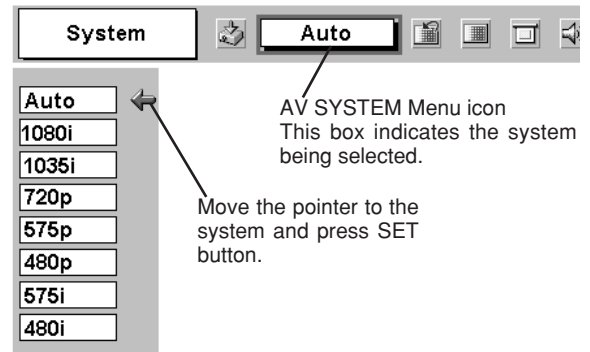 System
Auto
AV SYSTEM Menu icon
This box indicates the system
being selected.
Auto
1080i
1035i
720p
575p
480p
575i
480i
Move the pointer to the
system and press SET
button.